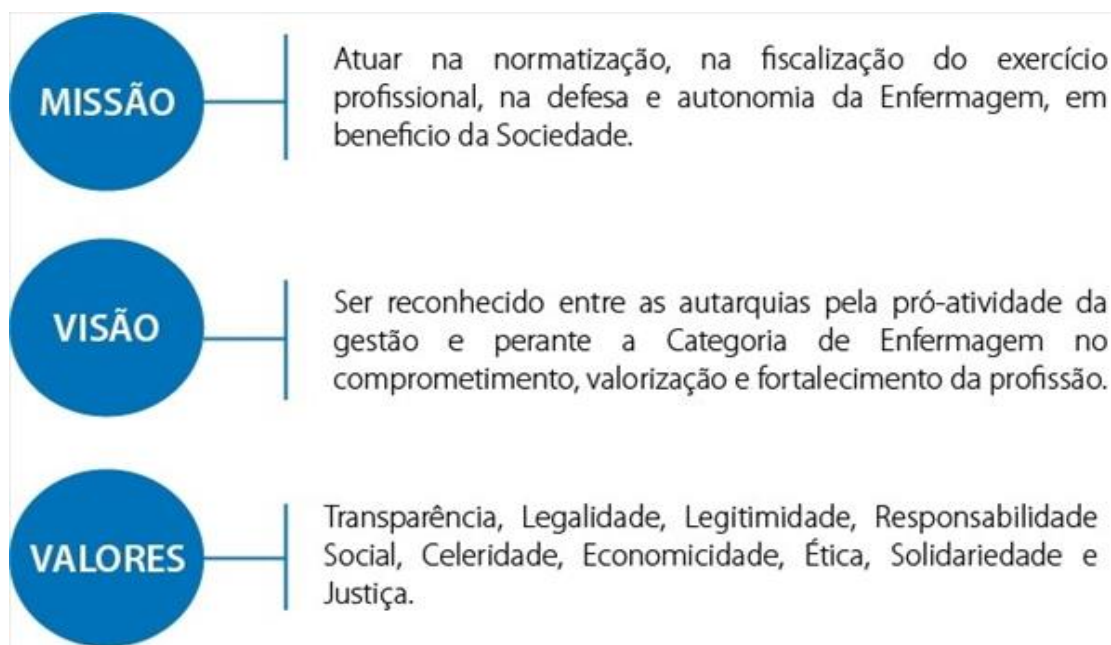 MISSÃO
Atuar na normatização, na fiscalização do exercício
profissional, na defesa e autonomia da Enfermagem, em
beneficio da Sociedade.
VISÃO
Ser reconhecido entre as autarquias pela pró-atividade da
gestão e perante a Categoria de Enfermagem no
comprometimento, valorização e fortalecimento da profissão.
VALORES
Transparência, Legalidade, Legitimidade, Responsabilidade
Social, Celeridade, Economicidade, Ética, Solidariedade e
Justiça.